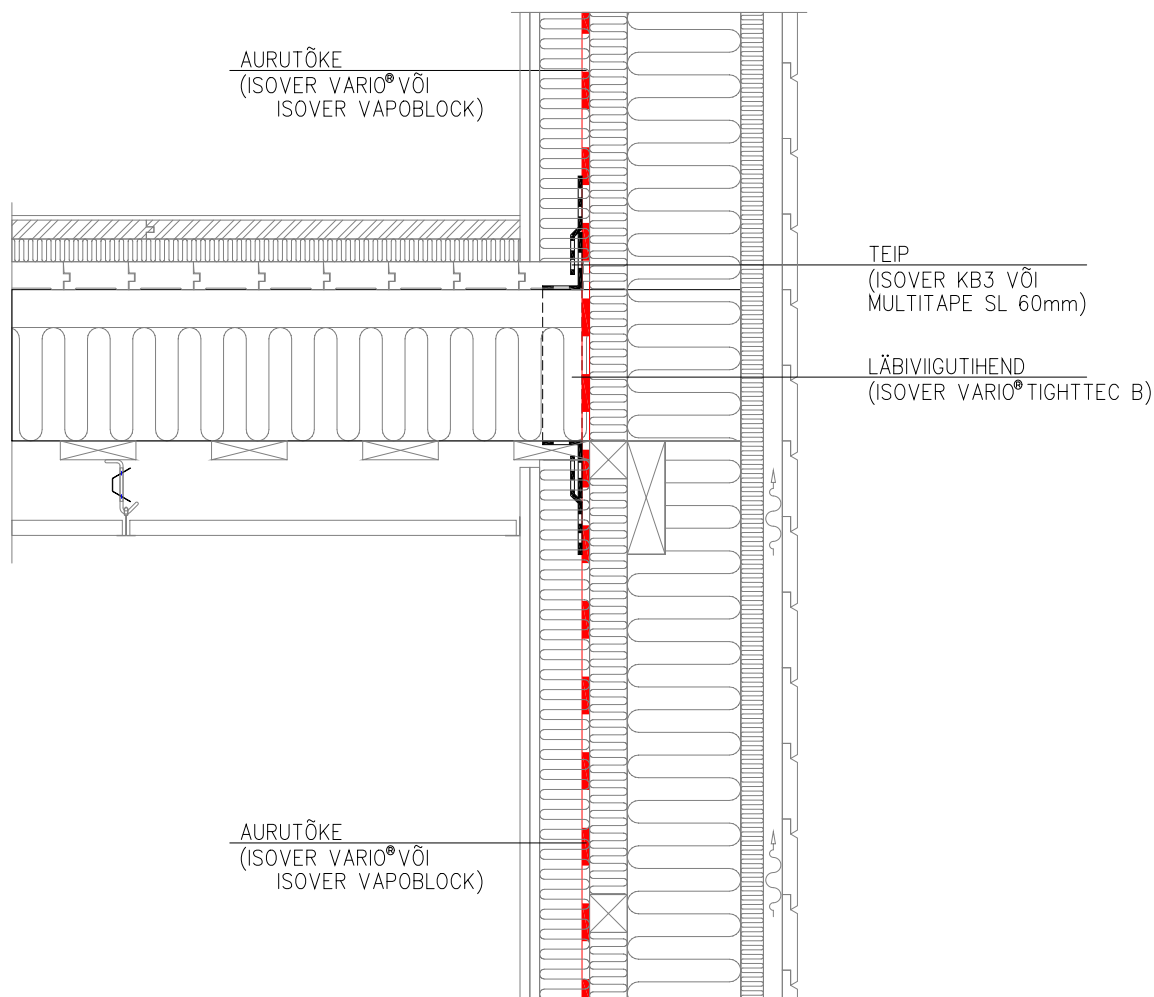 AURUTÕKE
(ISOVER VARIO® VÕI
ISOVER VAPOBLOCK)
TEIP
(ISOVER KB3 VÕI
MULTITAPE SL 60mm)
LÄBIVIIGUTIHEND
(ISOVER VARIO® TIGHTTEC B)
AURUTÕKE
(ISOVER VARIO® VÕI
ISOVER VAPOBLOCK)